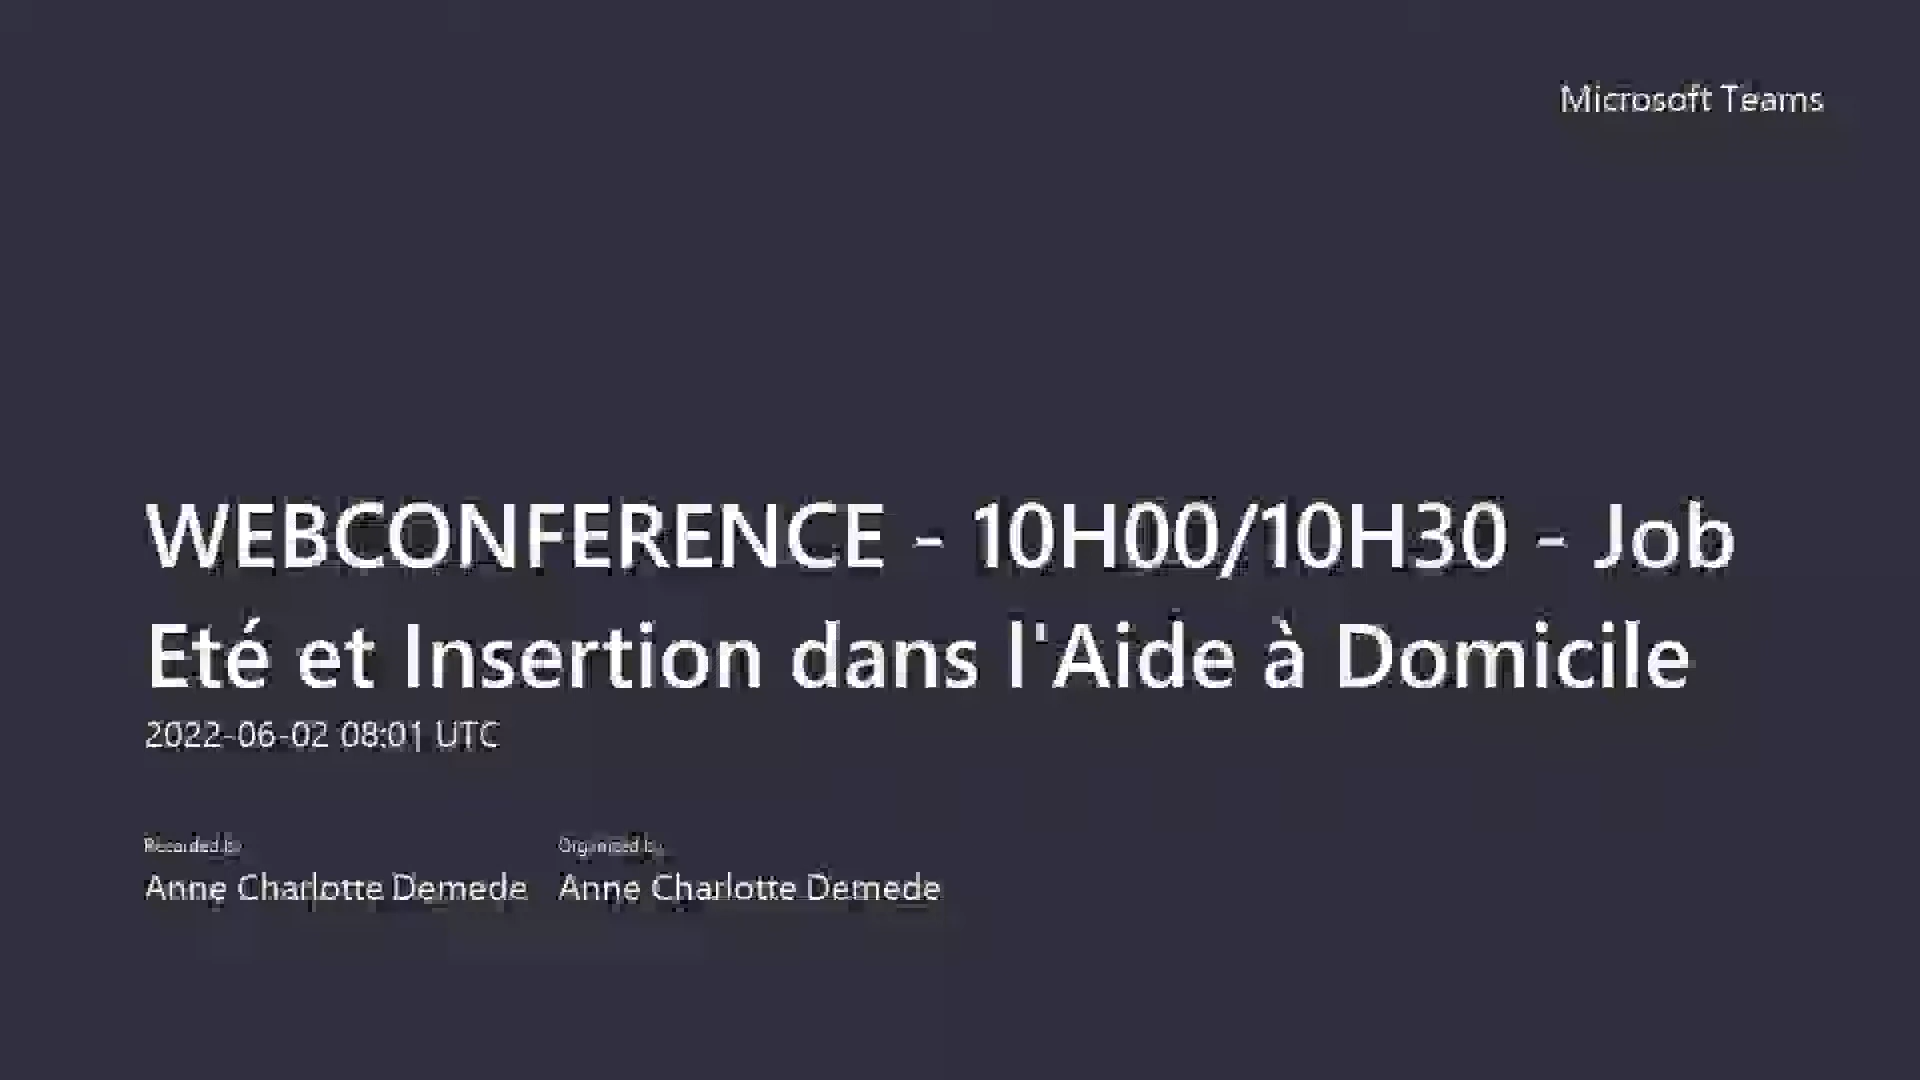 Microsoft Teams
WEBCONFERENCE - 10H00/10H30 - Job
Eté et Insertion dans l'Aide à Domicile
2022-06-02 08:01 UTC
Recorded by Organized by
Anne Charlotte Demede Anne Charlotte Demede